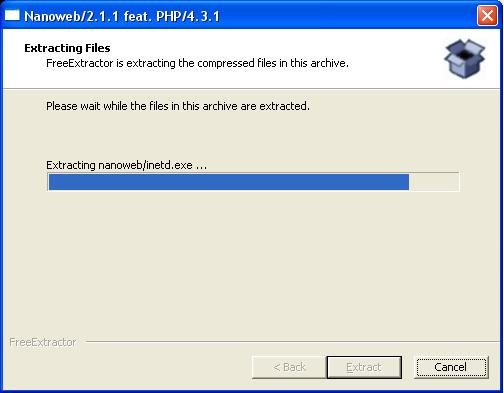 Nanoweb/2.1.1 feat. PHP/4.3.1
Extracting Files
FreeExtractor is extracting the compressed files in this archive.
Please wait while the files in this archive are extracted.
Extracting nanoweb/inetd.exe ...
FreeExtractor
< Back Extract Cancel